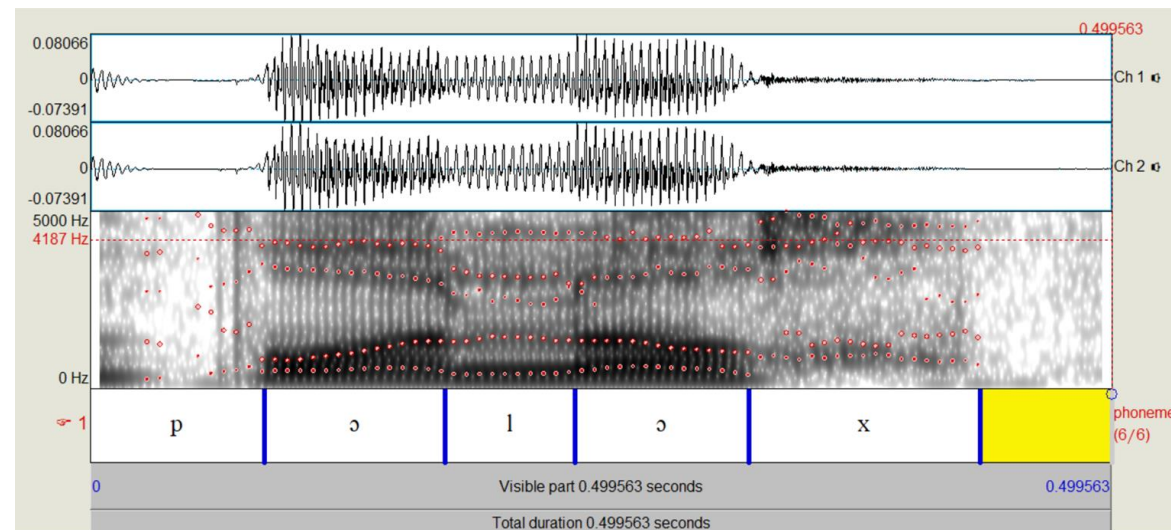 0.499563
0.08066
0
-0.07391
Ch 1
0.08066
0
-0.07391
Ch 2
5000 Hz
4187 Hz
0 Hz
1 p ɔ l ɔ x phoneme
(6/6)
0 Visible part 0.499563 seconds 0.499563
Total duration 0.499563 seconds